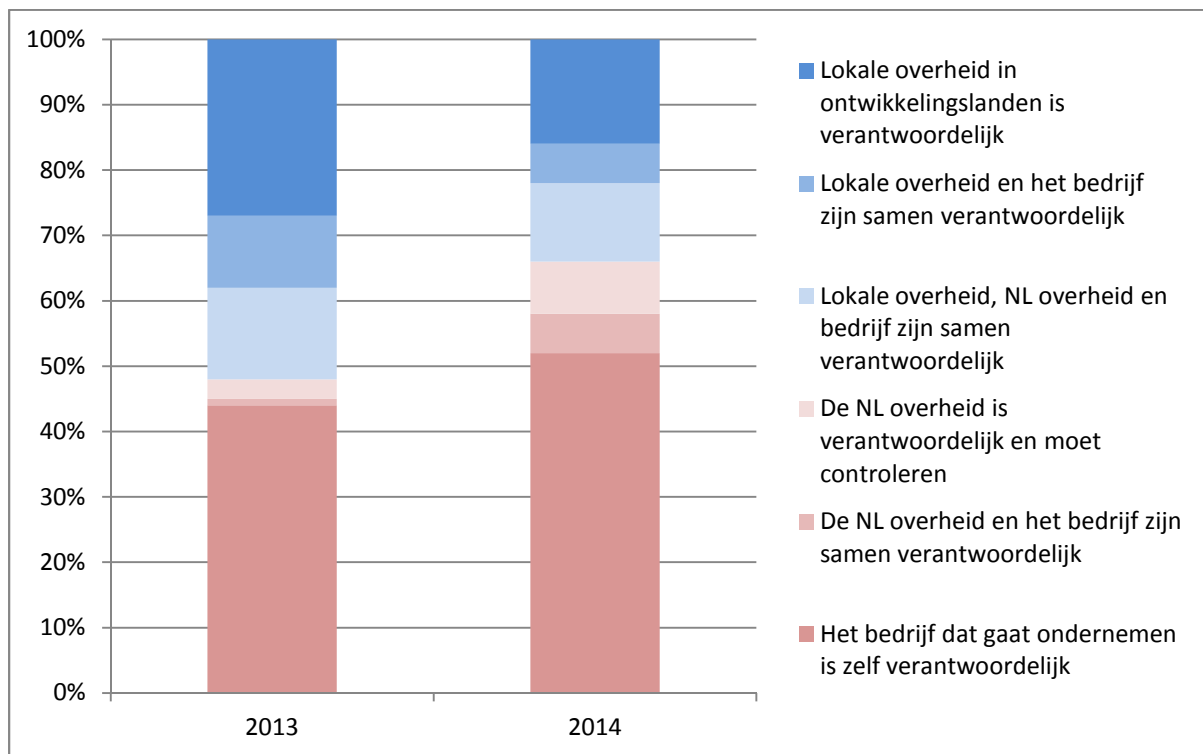 100%
90%
80%
70%
60%
50%
40%
30%
20%
10%
0%
2013
2014
Lokale overheid in
ontwikkelingslanden is
verantwoordelijk
Lokale overheid en het bedrijf
zijn samen verantwoordelijk
Lokale overheid, NL overheid en
bedrijf zijn samen
verantwoordelijk
De NL overheid is
verantwoordelijk en moet
controleren
De NL overheid en het bedrijf zijn
samen verantwoordelijk
Het bedrijf dat gaat ondernemen
is zelf verantwoordelijk